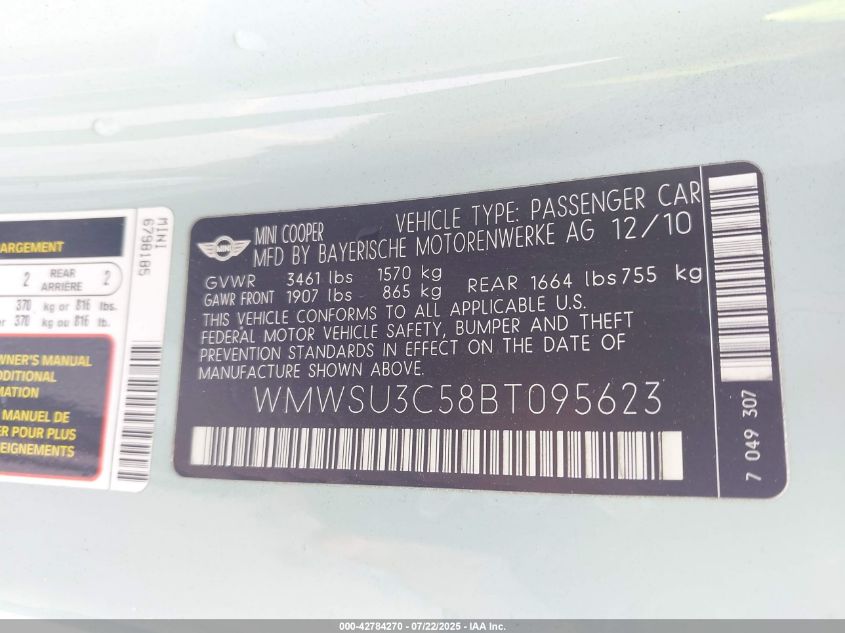 MINI
6798185
ARGEMENT
2 REAR ARRIÈRE 2
370 kg or 816 lbs.
er 370 kg ou 816 lb.
WNER'S MANUAL
DDITIONAL
MATION
MANUEL DE
ER POUR PLUS
EIGNEMENTS
MINI
MINI COOPER VEHICLE TYPE: PASSENGER CAR
MFD BY BAYERISCHE MOTORENWERKE AG 12/10
GVWR 3461 lbs 1570 kg
GAWR FRONT 1907 lbs 865 kg REAR 1664 lbs 755 kg
THIS VEHICLE CONFORMS TO ALL APPLICABLE U.S.
FEDERAL MOTOR VEHICLE SAFETY, BUMPER AND THEFT
PREVENTION STANDARDS IN EFFECT ON THE DATE OF
MANUFACTURE SHOWN ABOVE.
WMWSU3C58BT095623
7 049 307
000-42784270 - 07/22/2025 - IAA Inc.